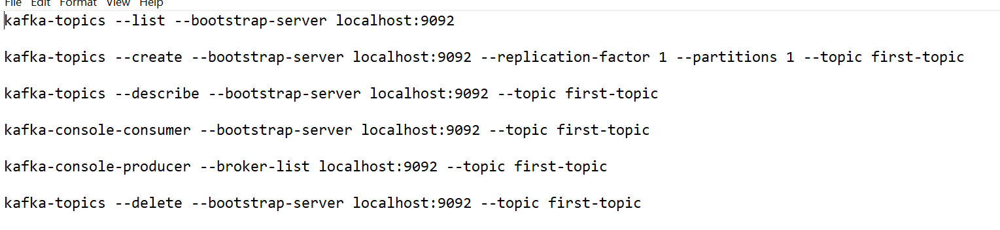 File Edit Format View Help
kafka-topics --list --bootstrap-server localhost:9092
kafka-topics --create --bootstrap-server localhost:9092 --replication-factor 1 --partitions 1 --topic first-topic
kafka-topics --describe --bootstrap-server localhost:9092 --topic first-topic
kafka-console-consumer --bootstrap-server localhost:9092 --topic first-topic
kafka-console-producer --broker-list localhost:9092 --topic first-topic
kafka-topics --delete --bootstrap-server localhost:9092 --topic first-topic